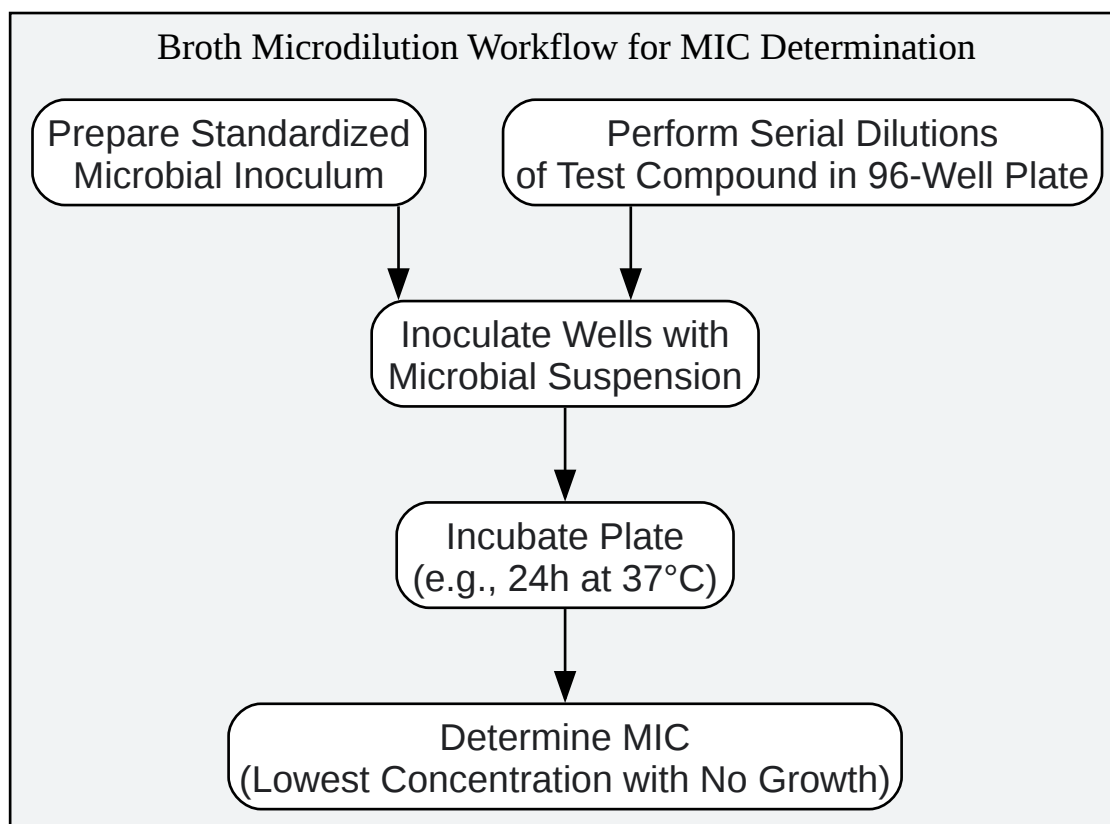 Broth Microdilution Workflow for MIC Determination
Prepare Standardized
Microbial Inoculum
Perform Serial Dilutions
of Test Compound in 96-Well Plate
Inoculate Wells with
Microbial Suspension
Incubate Plate
(e.g., 24h at 37°C)
Determine MIC
(Lowest Concentration with No Growth)